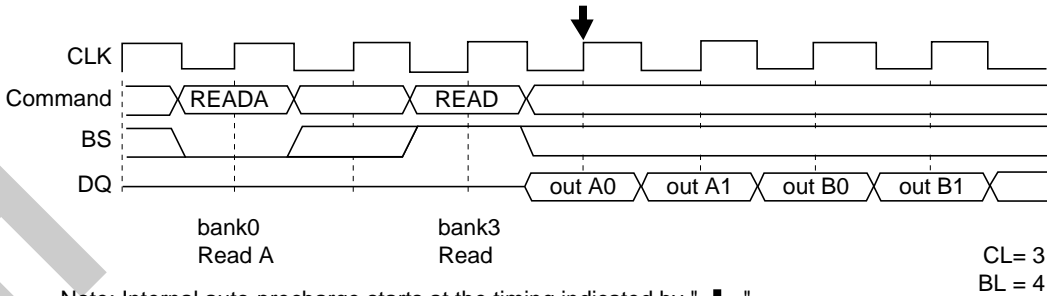 CLK
Command READA READ
BS
DQ out A0 out A1 out B0 out B1
bank0 bank3
Read A Read CL= 3
BL = 4
Note: Internal auto-precharge starts at the timing indicated by " ".